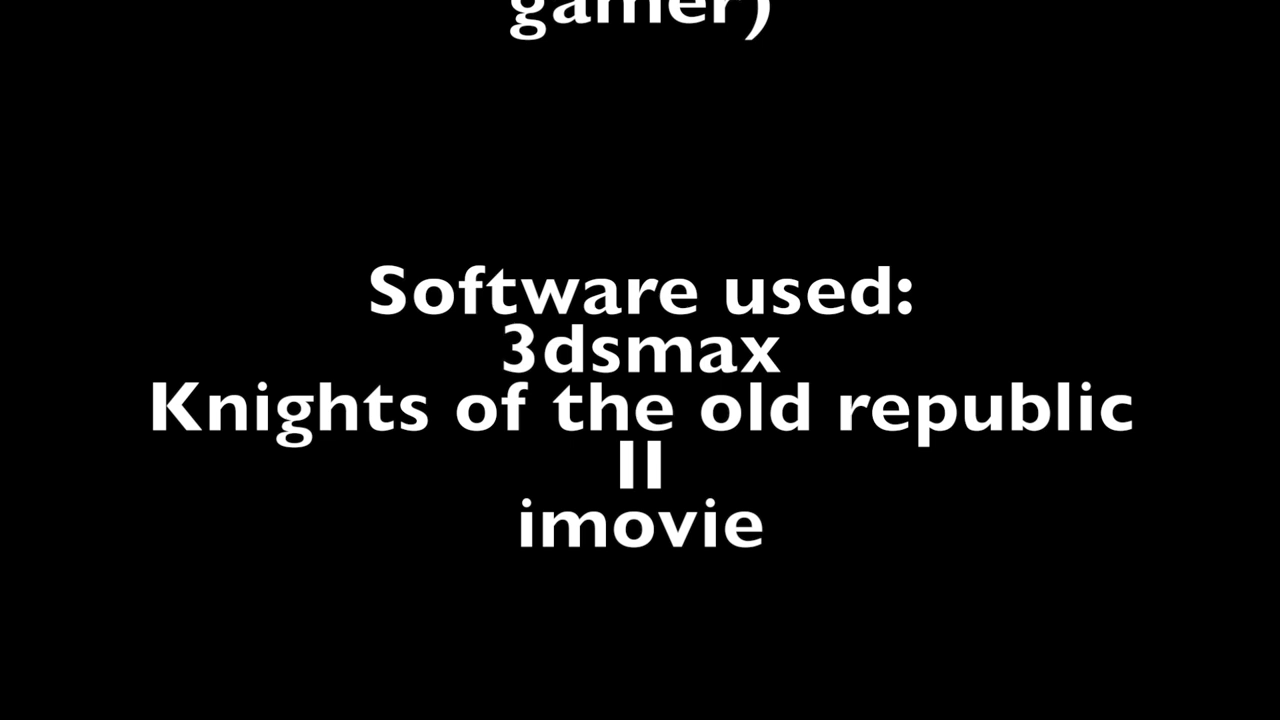 gamer)
Software used:
3dsmax
Knights of the old republic
II
imovie